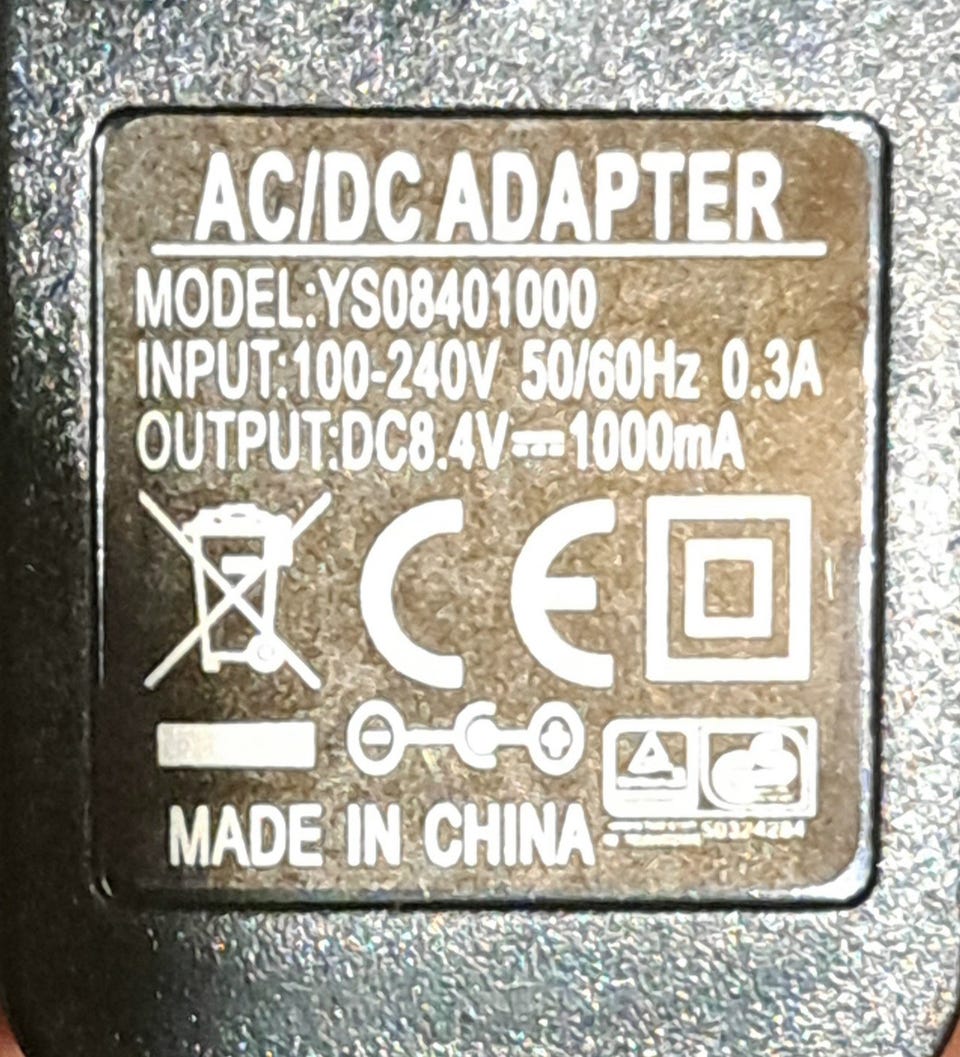 AC/DC ADAPTER
MODEL:YS08401000
INPUT:100-240V 50/60Hz 0.3A
OUTPUT:DC8.4V⎓1000mA
CE
MADE IN CHINA